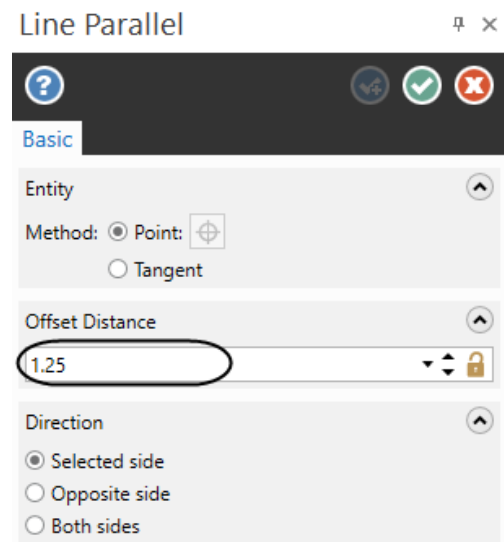 Line Parallel
Basic
Entity
Method: Point:
Tangent
Offset Distance
1.25
Direction
Selected side
Opposite side
Both sides